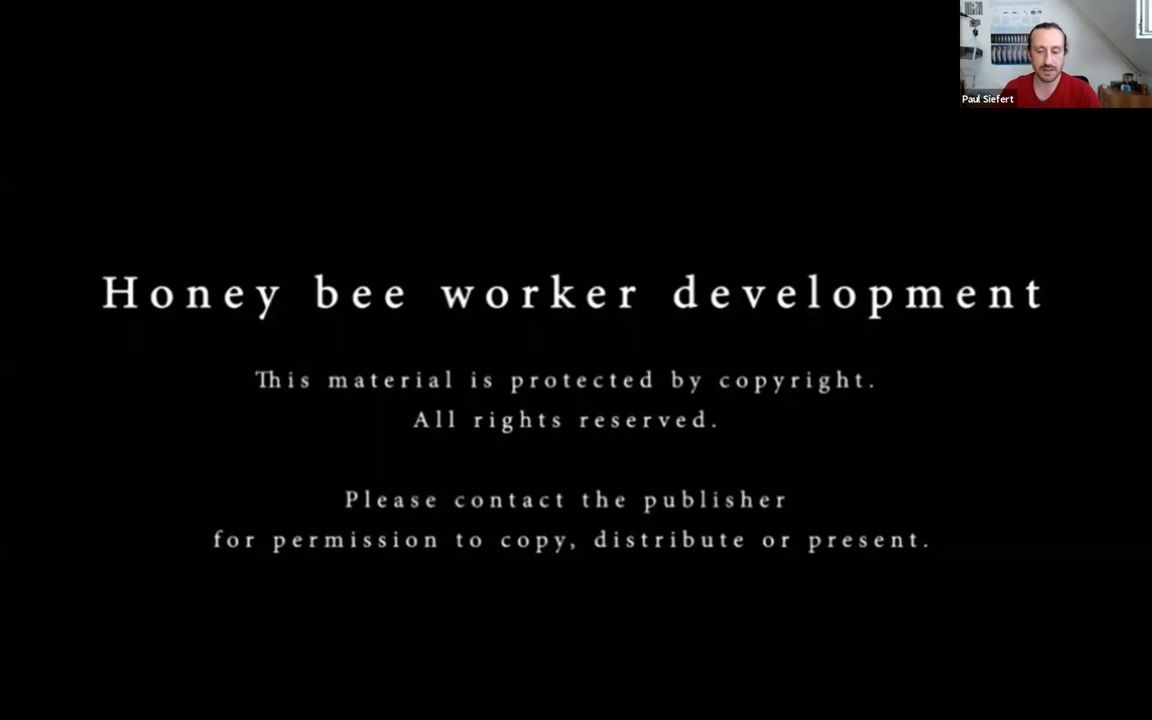 Paul Siefert
Honey bee worker development
This material is protected by copyright.
All rights reserved.
Please contact the publisher
for permission to copy, distribute or present.